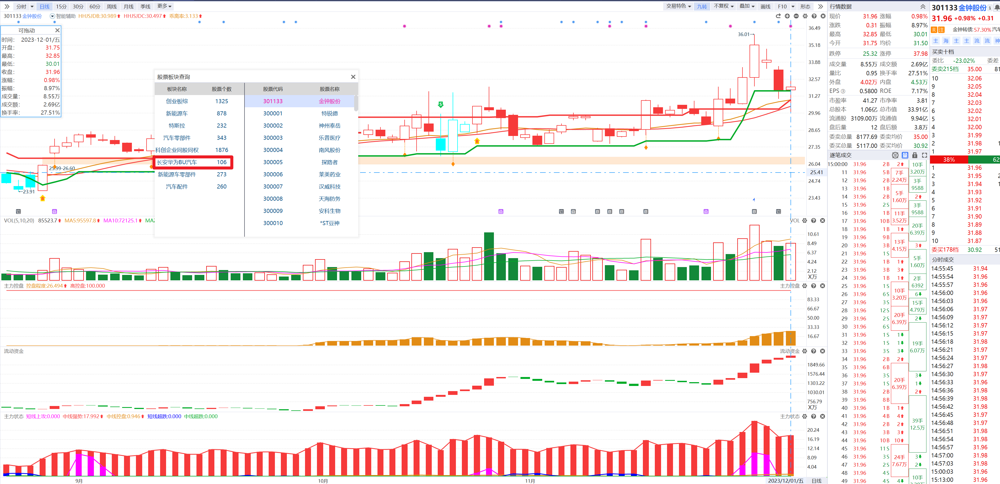 分时 日线 15分 30分 60分 周线 月线 季线 更多 交易特色 九转 不复权 叠加 画线 F10 形态
301133 金钟股份 智能辅助 HHJSJDB:30.989 HHJSJDC:30.497 乖离率:3.133
可拖动
时间: 2023-12-01/五
开盘: 31.75
最高: 32.85
最低: 30.01
收盘: 31.96
涨幅: 0.98%
振幅: 8.97%
成交量: 8.55万
成交额: 2.69亿
换手率: 27.51%
25.99-26.60
←23.91
36.01→
B
S
B
36.49
35.18
33.88
32.57
31.27
29.96
28.65
27.35
26.04
25.41
24.74
23.43
股票板块查询
板块名称 股票个数 股票代码 股票名称
创业板综 1325 301133 金钟股份
新能源车 878 300001 特锐德
特斯拉 232 300002 神州泰岳
汽车零部件 343 300003 乐普医疗
科创企业同股同权 1876 300004 南风股份
长安华为BU汽车 106 300005 探路者
新能源车零部件 273 300006 莱美药业
汽车配件 260 300007 汉威科技
300008 天海防务
300009 安科生物
300010 *ST豆神
VOL(5,10,20) 85523.7 MA5:95597.8 MA10:72125.1 MA2
VOL
10.61
8.49
6.37
4.24
2.12
X万
主力控盘 控盘程度:26.494 高控盘:100.000
主力控盘
83.33
66.67
50.00
33.33
16.67
流动资金
流动资金
1849.66
1576.44
1303.22
1030.01
756.79
X万
主力状态 短线上攻:0.000 中线强势:17.992 中线控盘:0.946 短线超跌:0.000 中线超跌:0.000
主力状态
20.24
16.19
12.14
8.09
4.04
9月 10月 11月 2023/12/01/五 日线
行情数据
现价 31.96 涨幅 0.98%
涨跌 0.31 振幅 8.97%
最高 32.85 最低 30.01
今开 31.75 均价 31.50
跌停 25.32 涨停 37.98
成交量 8.55万 成交额 2.69亿
量比 0.95 换手率 27.51%
外盘 4.02万 内盘 4.53万
EPS③ 0.5800 ROE 7.17%
市盈率 41.27 市净率 3.81
总股本 1.06亿 总市值 33.91亿
流通股 3109.00万 流通值 9.94亿
盘后量 12 盘后额 3.8万
委卖总量 8177.69 委卖均价 35.00
委买总量 5117.00 委买均价 30.92
逐笔成交
15:00:00 31.96 2B
11 31.96 5B
12 31.96 2B
13 31.96 1B
14 31.96 2B
15 31.96 2S
16 31.96 1B
17 31.96 10B
18 31.96 1B
19 31.96 9B
20 31.96 3B
21 31.96 1S
22 31.96 1B
23 31.96 3B
24 31.96 1B
25 31.96 1S
26 31.96 6S
27 31.96 3S
28 31.96 12S
29 31.96 2S
30 31.96 6S
31 31.96 1S
32 31.96 1S
33 31.96 3S
34 31.96 2B
35 31.96 6B
36 31.96 3S
37 31.96 1S
38 31.96 2B
39 31.96 8B
40 31.96 1B
41 31.96 4B
42 31.96 2B
43 31.96 3B
44 31.96 10B
45 31.96 11S
46 31.96 3S
47 31.96 2S
48 31.96 4S
49 31.96 4S
2
7手
2.24万
5手
1.60万
11手
3.52万
1
13手
4.15万
1
3
1
10手
3.20万
20手
6.39万
1
1
3
2
20手
6.39万
1
4
2
3
10
24手
7.67万
4
10手
3.20万
3手
9588
2
3手
9588
20手
6.39万
3
5手
1.60万
2手
6392
6
15手
4.79万
2
19手
6.07万
3
1
2
39手
12.5万
3
2
10手
301133 金钟股份
31.96 +0.98% +0.31
R 注 金钟转债:57.30% 汽车
主 海 主 主 流 流 神
买卖十档
委比 -23.02% 委差
委卖215档 35.00 81
10 32.06
9 32.05
8 32.04
7 32.03
6 32.02
5 32.01
4 32.00
3 31.99
2 31.98 1
1 31.97
38% 62
1 31.96
2 31.95 2
3 31.94 1
4 31.93
5 31.92
6 31.91
7 31.90
8 31.89
9 31.88
10 31.87
委买178档 30.92 51
分时成交
14:55:45 31.94
14:55:54 31.96
14:55:57 31.96
14:56:00 31.96
14:56:03 31.96
14:56:06 31.97
14:56:09 31.97
14:56:12 31.97
14:56:15 31.97
14:56:18 31.98
14:56:21 31.97
14:56:24 31.97
14:56:27 31.98
14:56:30 31.97
14:56:33 31.96
14:56:36 31.98
14:56:39 31.98
14:56:42 31.98
14:56:45 31.97
14:56:48 31.97
14:56:51 31.98
14:56:54 31.98
14:56:57 31.96
14:57:00 31.98
14:57:03 31.98
15:00:03 31.96
15:13:00 31.96